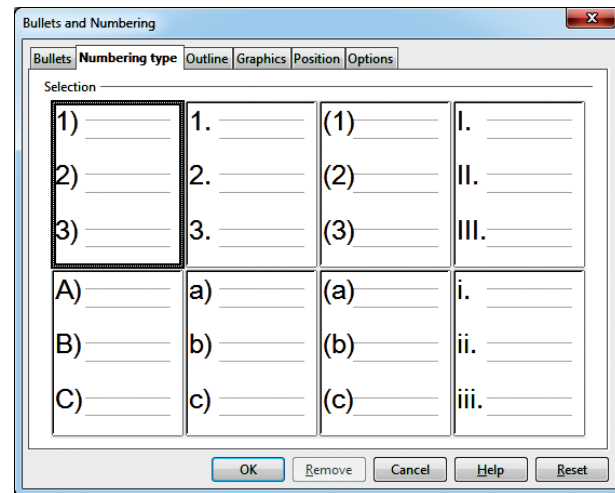 Bullets and Numbering
x
Bullets Numbering type Outline Graphics Position Options
Selection
1) 1. (1) I.
2) 2. (2) II.
3) 3. (3) III.
A) a) (a) i.
B) b) (b) ii.
C) c) (c) iii.
OK Remove Cancel Help Reset